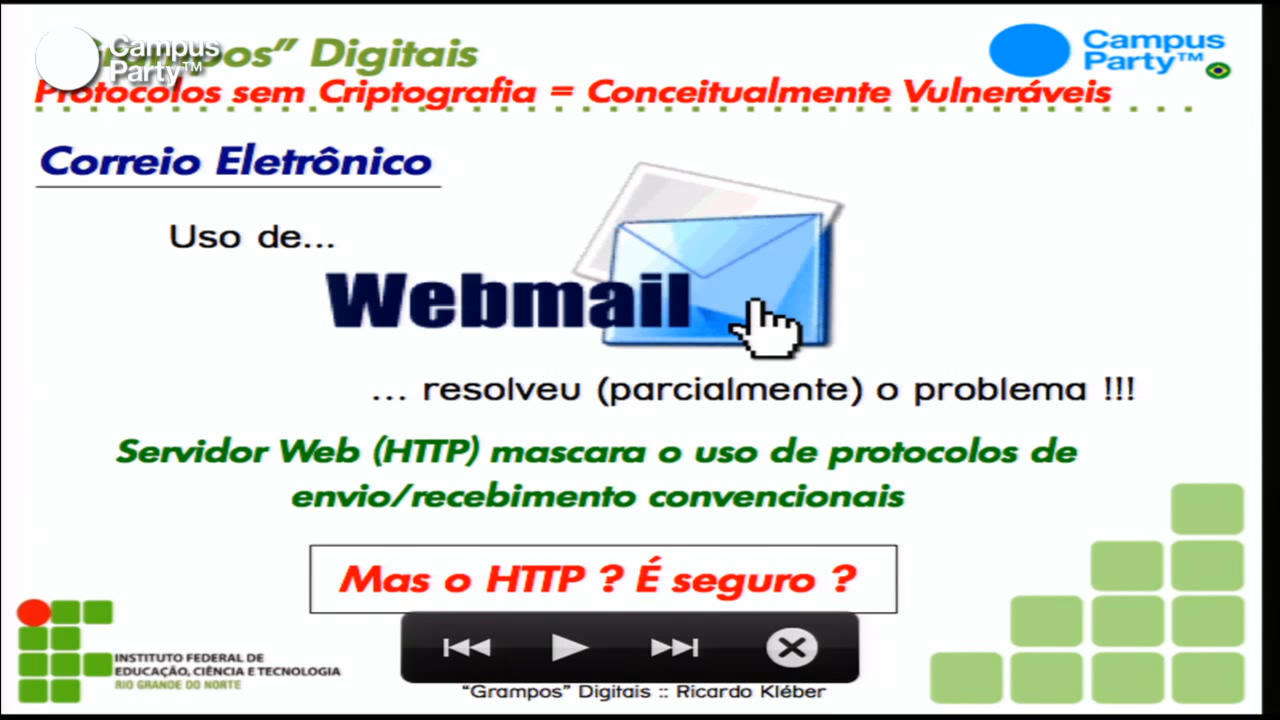 "Grampos" Digitais
Campus
Party™
Campus
Party™
Protocolos sem Criptografia = Conceitualmente Vulneráveis
Correio Eletrônico
Uso de...
Webmail
... resolveu (parcialmente) o problema !!!
Servidor Web (HTTP) mascara o uso de protocolos de
envio/recebimento convencionais
Mas o HTTP ? É seguro ?
INSTITUTO FEDERAL DE
EDUCAÇÃO, CIÊNCIA E TECNOLOGIA
RIO GRANDE DO NORTE
"Grampos" Digitais :: Ricardo Kléber